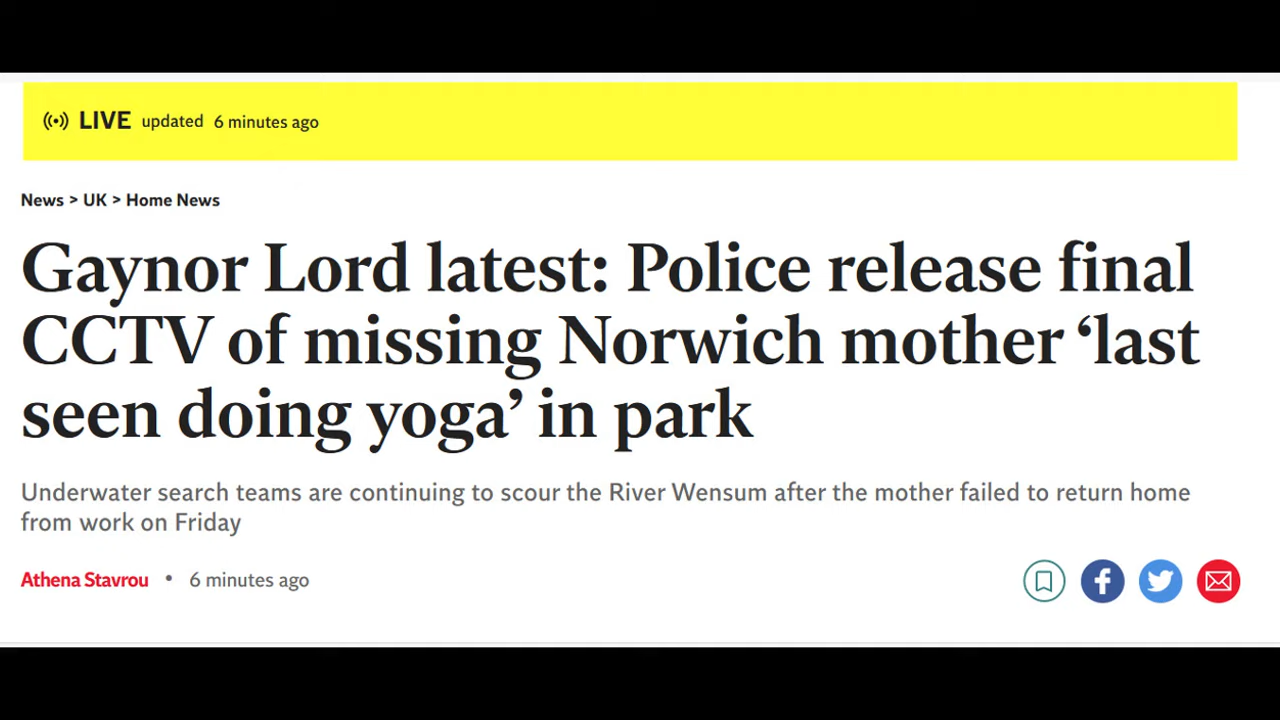 LIVE updated 6 minutes ago
News > UK > Home News
Gaynor Lord latest: Police release final
CCTV of missing Norwich mother ‘last
seen doing yoga’ in park
Underwater search teams are continuing to scour the River Wensum after the mother failed to return home
from work on Friday
Athena Stavrou • 6 minutes ago